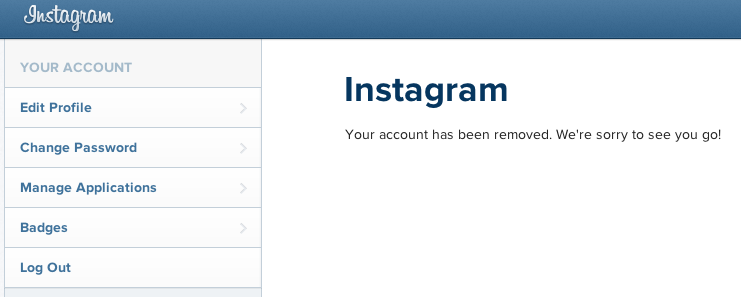 Instagram
YOUR ACCOUNT
Edit Profile
Change Password
Manage Applications
Badges
Log Out
Instagram
Your account has been removed. We're sorry to see you go!